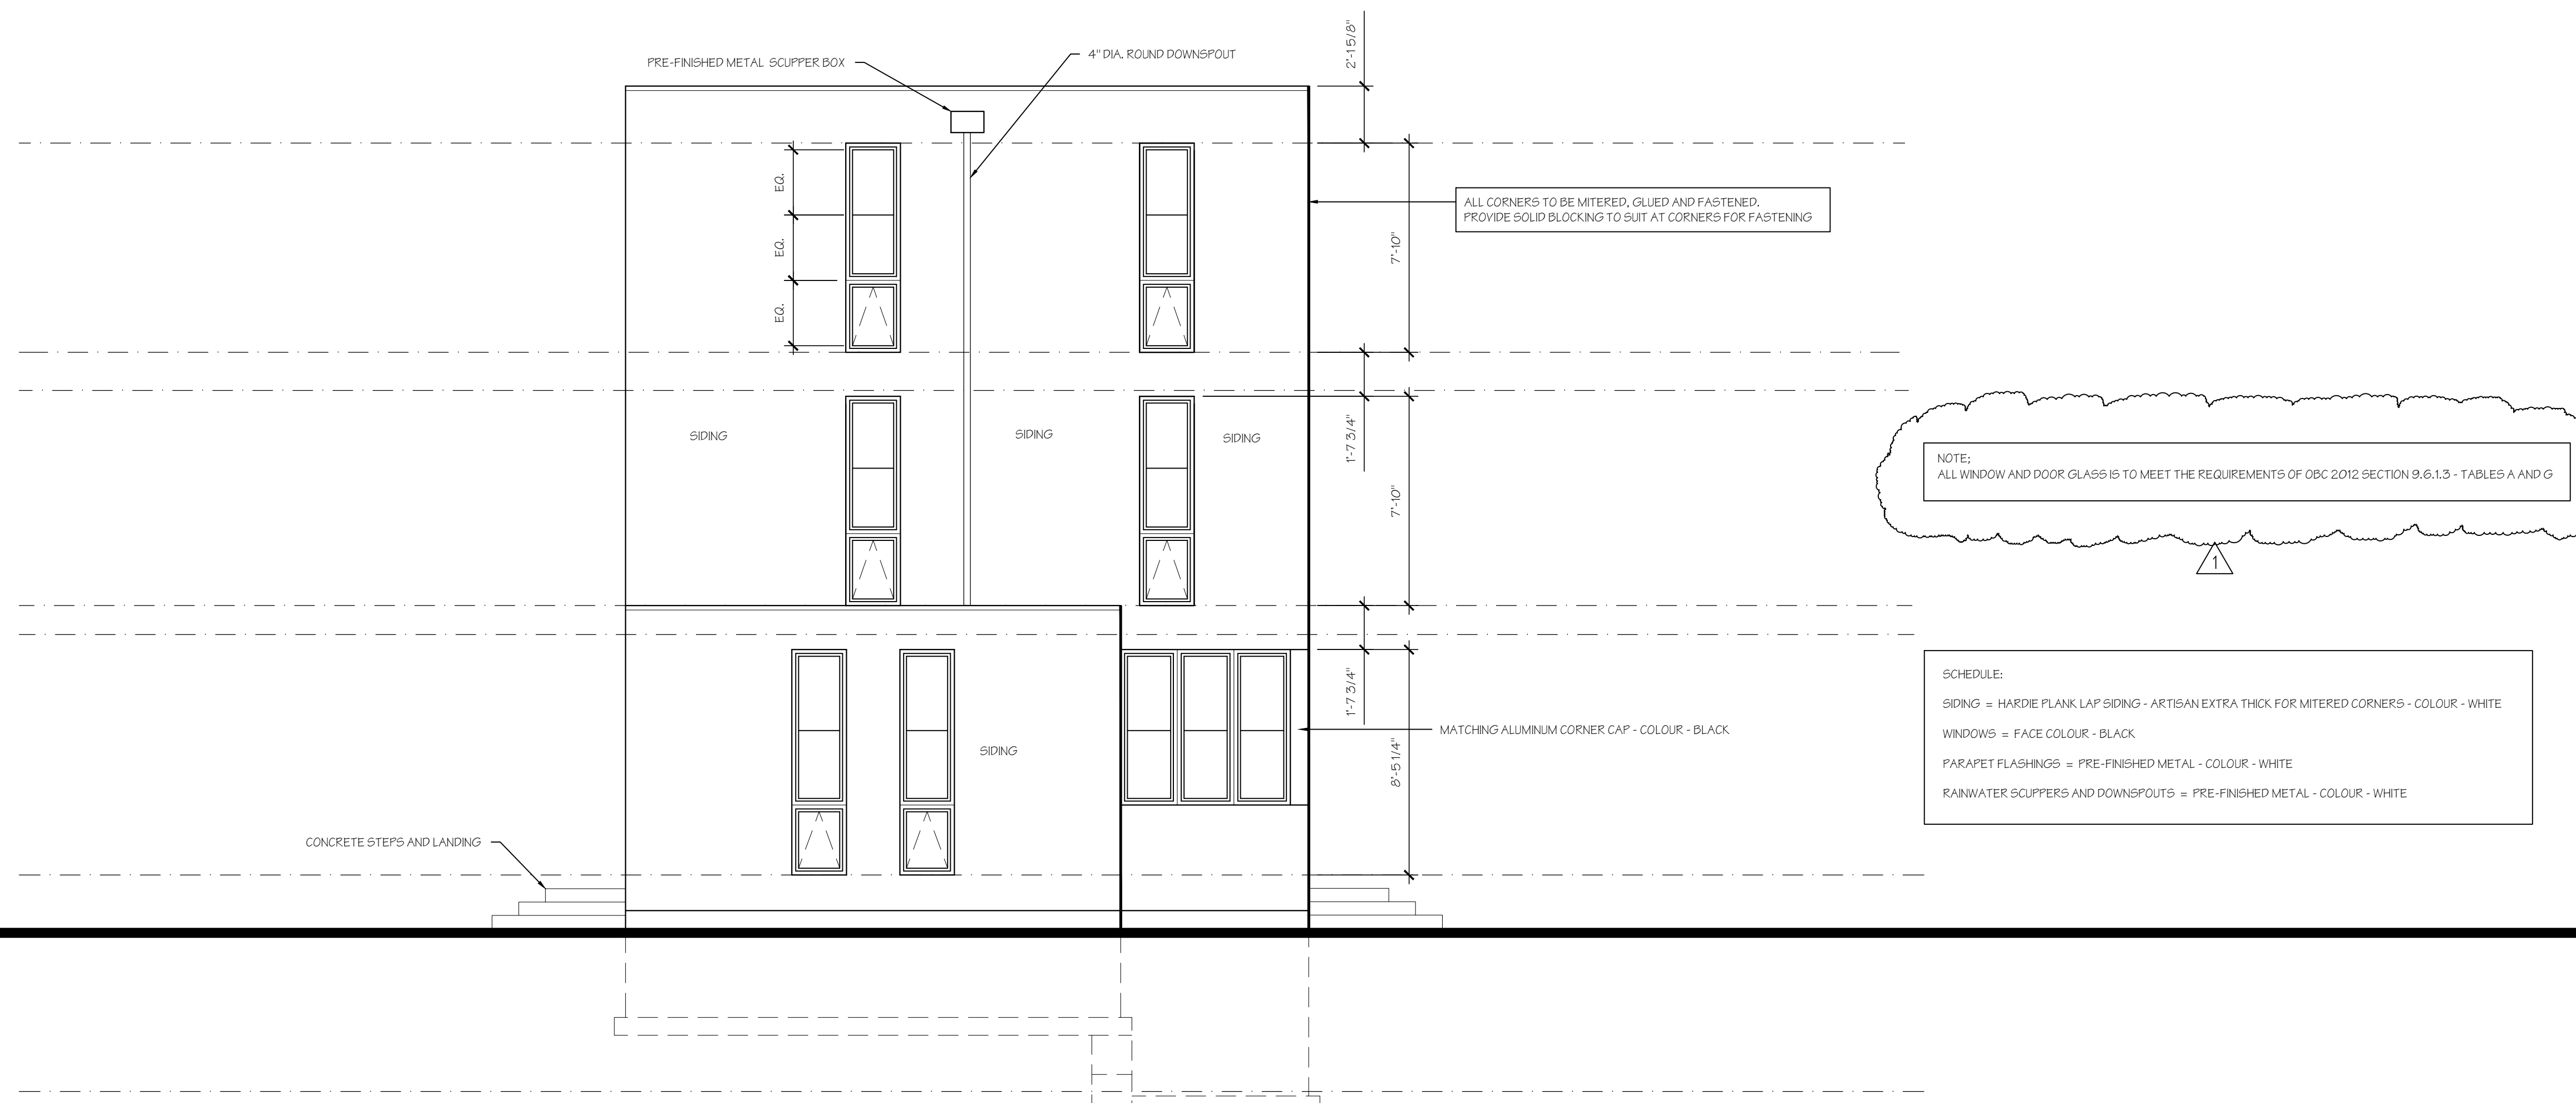 2'-1 5/8"
4" DIA. ROUND DOWNSPOUT
PRE-FINISHED METAL SCUPPER BOX
EQ.
EQ.
EQ.
ALL CORNERS TO BE MITERED, GLUED AND FASTENED.
PROVIDE SOLID BLOCKING TO SUIT AT CORNERS FOR FASTENING
7'-10"
SIDING
SIDING
SIDING
1'-7 3/4"
7'-10"
NOTE;
ALL WINDOW AND DOOR GLASS IS TO MEET THE REQUIREMENTS OF OBC 2012 SECTION 9.6.1.3 - TABLES A AND G
1
1'-7 3/4"
8'-5 1/4"
SIDING
MATCHING ALUMINUM CORNER CAP - COLOUR - BLACK
SCHEDULE:
SIDING = HARDIE PLANK LAP SIDING - ARTISAN EXTRA THICK FOR MITERED CORNERS - COLOUR - WHITE
WINDOWS = FACE COLOUR - BLACK
PARAPET FLASHINGS = PRE-FINISHED METAL - COLOUR - WHITE
RAINWATER SCUPPERS AND DOWNSPOUTS = PRE-FINISHED METAL - COLOUR - WHITE
CONCRETE STEPS AND LANDING